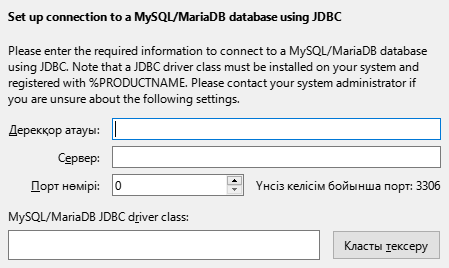 Set up connection to a MySQL/MariaDB database using JDBC
Please enter the required information to connect to a MySQL/MariaDB database
using JDBC. Note that a JDBC driver class must be installed on your system and
registered with %PRODUCTNAME. Please contact your system administrator if
you are unsure about the following settings.
Дерекқор атауы:
Сервер:
Порт нөмірі: 0 Үнсіз келісім бойынша порт: 3306
MySQL/MariaDB JDBC driver class:
Класты тексеру